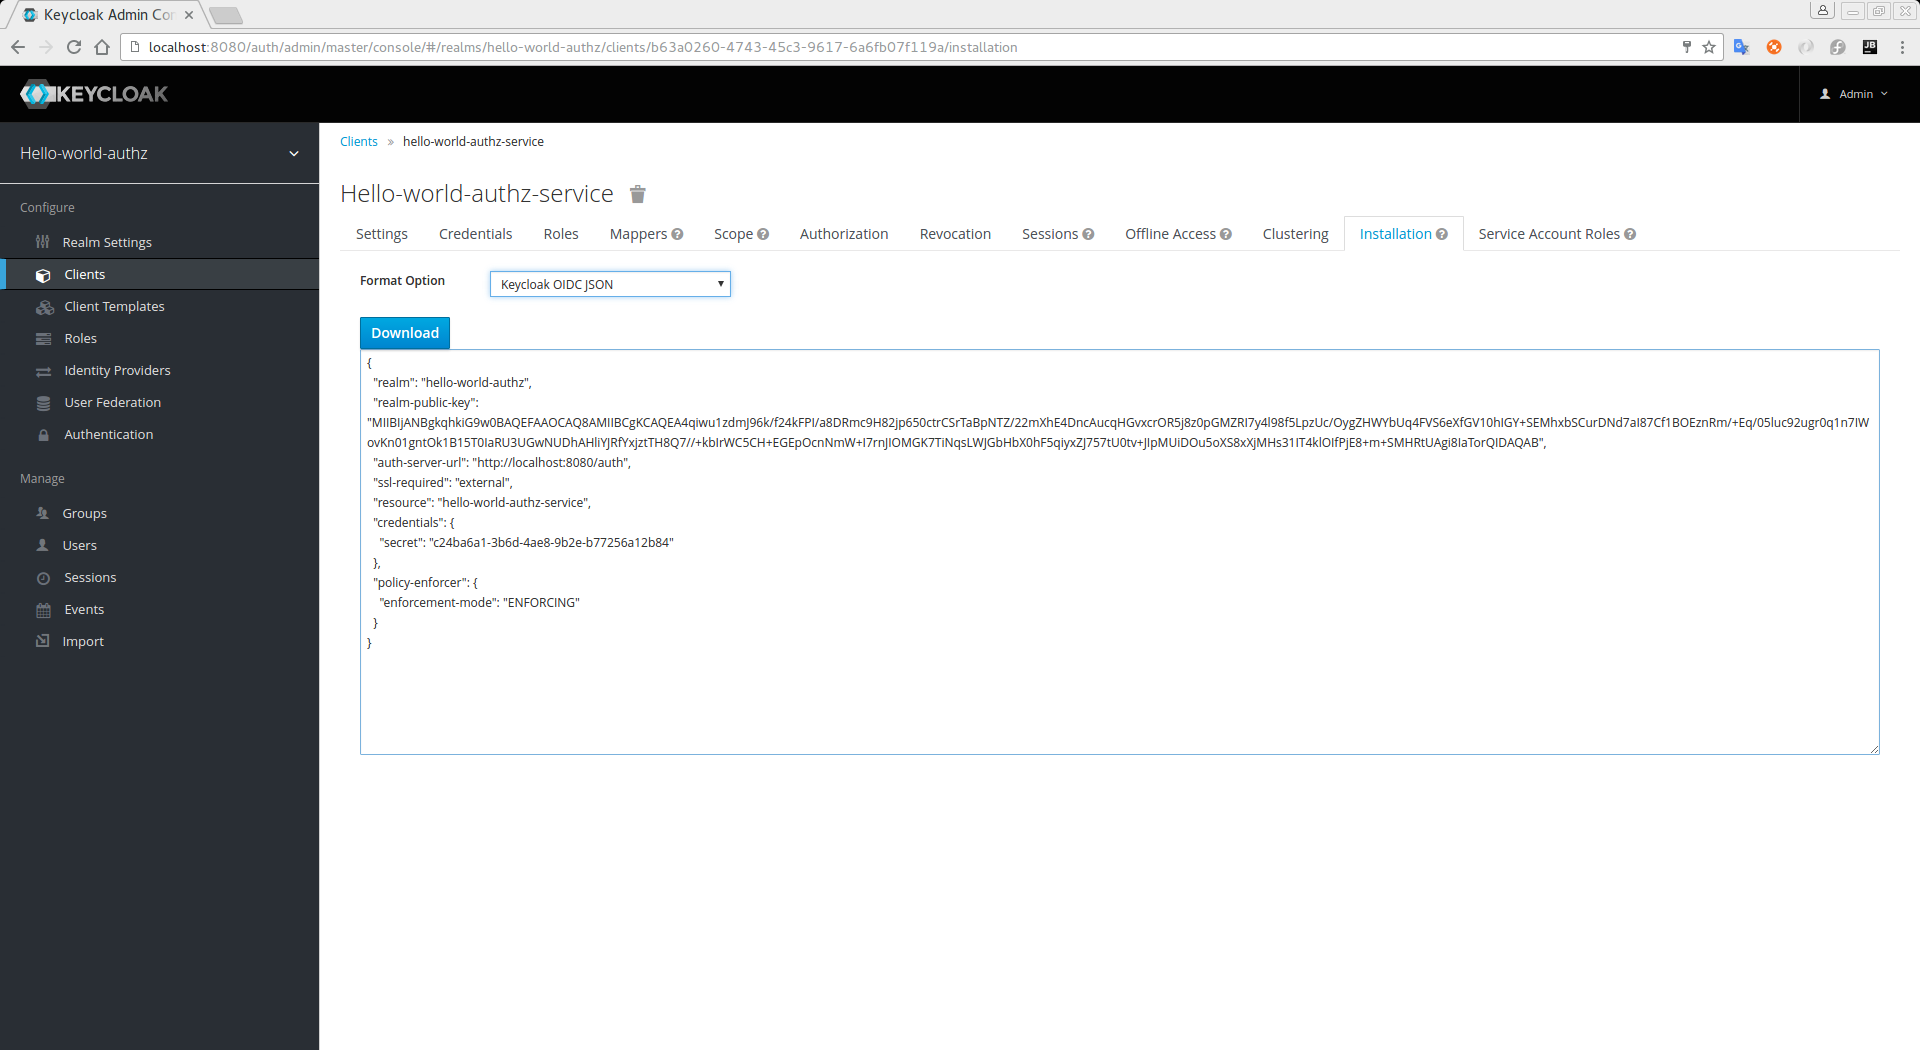 Keycloak Admin Con
localhost:8080/auth/admin/master/console/#/realms/hello-world-authz/clients/b63a0260-4743-45c3-9617-6a6fb07f119a/installation
JB
KEYCLOAK
Admin
Hello-world-authz
Configure
Realm Settings
Clients
Client Templates
Roles
Identity Providers
User Federation
Authentication
Manage
Groups
Users
Sessions
Events
Import
Clients » hello-world-authz-service
Hello-world-authz-service
Settings Credentials Roles Mappers Scope Authorization Revocation Sessions Offline Access Clustering Installation Service Account Roles
Format Option Keycloak OIDC JSON
Download
{
"realm": "hello-world-authz",
"realm-public-key":
"MIIBIjANBgkqhkiG9w0BAQEFAAOCAQ8AMIIBCgKCAQEA4qiwu1zdmJ96k/f24kFPI/a8DRmc9H82jp650ctrCSrTaBpNTZ/22mXhE4DncAucqHGvxcrOR5j8z0pGMZRI7y4l98f5LpzUc/OygZHWYbUq4FVS6eXfGV10hIGY+SEMhxbSCurDNd7aI87Cf1BOEznRm/+Eq/05luc92ugr0q1n7IW
ovKn01gntOk1B15T0IaRU3UGwNUDhAHliYJRfYxjztTH8Q7//+kbIrWC5CH+EGEpOcnNmW+I7rnJIOMGK7TiNqsLWJGbHbX0hF5qiyxZJ757tU0tv+JIpMUiDOu5oXS8xXjMHs31IT4klOIfPjE8+m+SMHRtUAgi8IaTorQIDAQAB",
"auth-server-url": "http://localhost:8080/auth",
"ssl-required": "external",
"resource": "hello-world-authz-service",
"credentials": {
"secret": "c24ba6a1-3b6d-4ae8-9b2e-b77256a12b84"
},
"policy-enforcer": {
"enforcement-mode": "ENFORCING"
}
}